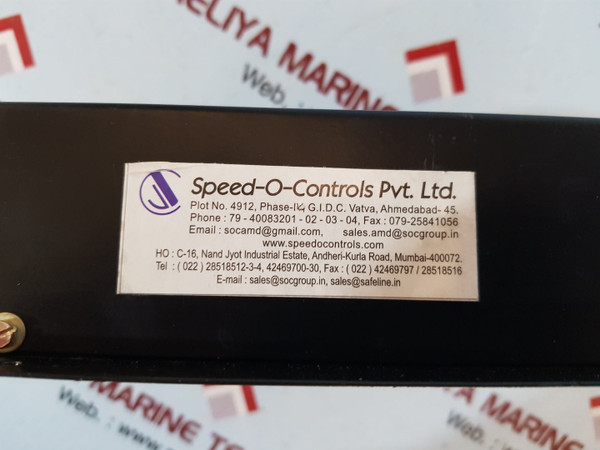 ELIYA MARINE
Web. :
Speed-O-Controls Pvt. Ltd.
Plot No. 4912, Phase-IV, G.I.D.C. Vatva, Ahmedabad- 45.
Phone : 79 - 40083201 - 02 - 03 - 04, Fax : 079-25841056
Email : socamd@gmail.com, sales.amd@socgroup.in
www.speedocontrols.com
HO : C-16, Nand Jyot Industrial Estate, Andheri-Kurla Road, Mumbai-400072.
Tel : ( 022 ) 28518512-3-4, 42469700-30, Fax : ( 022 ) 42469797 / 28518516
E-mail : sales@socgroup.in, sales@safeline.in
MARINE TE
Web. :